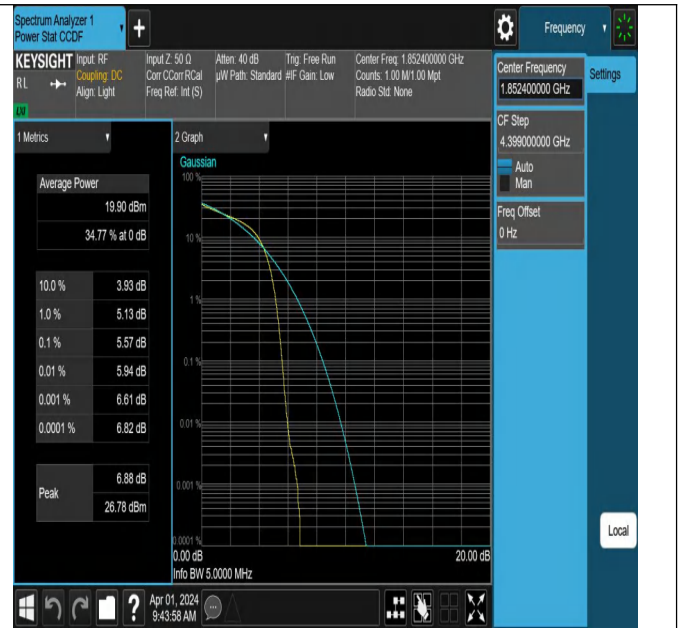 Spectrum Analyzer 1
Power Stat CCDF
Frequency
KEYSIGHT
RL
LXI
Input: RF
Coupling: DC
Align: Light
Input Z: 50 Ω
Corr CCorr RCal
Freq Ref: Int (S)
Atten: 40 dB
µW Path: Standard
Trig: Free Run
#IF Gain: Low
Center Freq: 1.852400000 GHz
Counts: 1.00 M/1.00 Mpt
Radio Std: None
Center Frequency
1.852400000 GHz
Settings
CF Step
4.399000000 GHz
Auto
Man
Freq Offset
0 Hz
1 Metrics
Average Power
19.90 dBm
34.77 % at 0 dB
10.0 % 3.93 dB
1.0 % 5.13 dB
0.1 % 5.57 dB
0.01 % 5.94 dB
0.001 % 6.61 dB
0.0001 % 6.82 dB
Peak
6.88 dB
26.78 dBm
2 Graph
Gaussian
100 %
10 %
1 %
0.1 %
0.01 %
0.001 %
0.0001 %
0.00 dB
20.00 dB
Info BW 5.0000 MHz
Local
?
Apr 01, 2024
9:43:58 AM